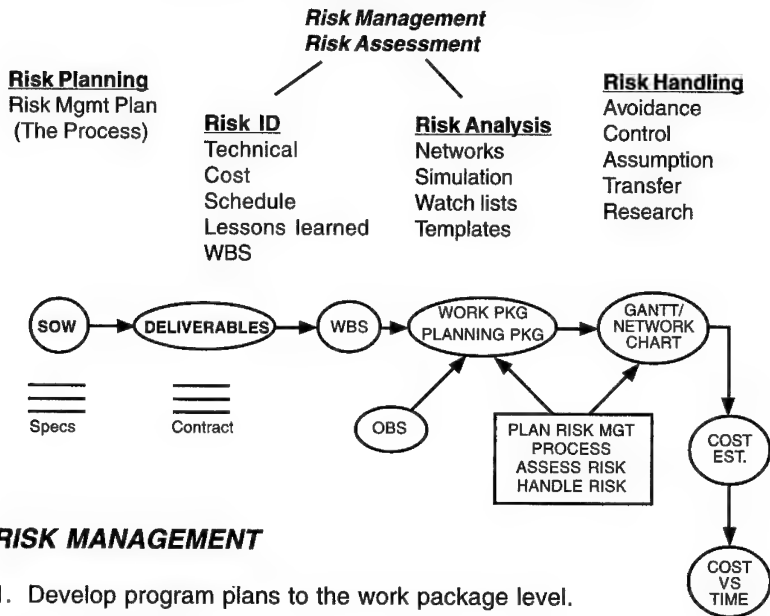 Risk Management
Risk Assessment
Risk Planning
Risk Mgmt Plan
(The Process)
Risk ID
Technical
Cost
Schedule
Lessons learned
WBS
Risk Analysis
Networks
Simulation
Watch lists
Templates
Risk Handling
Avoidance
Control
Assumption
Transfer
Research
SOW
DELIVERABLES
WBS
WORK PKG
PLANNING PKG
GANTT/
NETWORK
CHART
Specs
Contract
OBS
PLAN RISK MGT
PROCESS
ASSESS RISK
HANDLE RISK
COST
EST.
COST
VS
TIME
RISK MANAGEMENT
1. Develop program plans to the work package level.